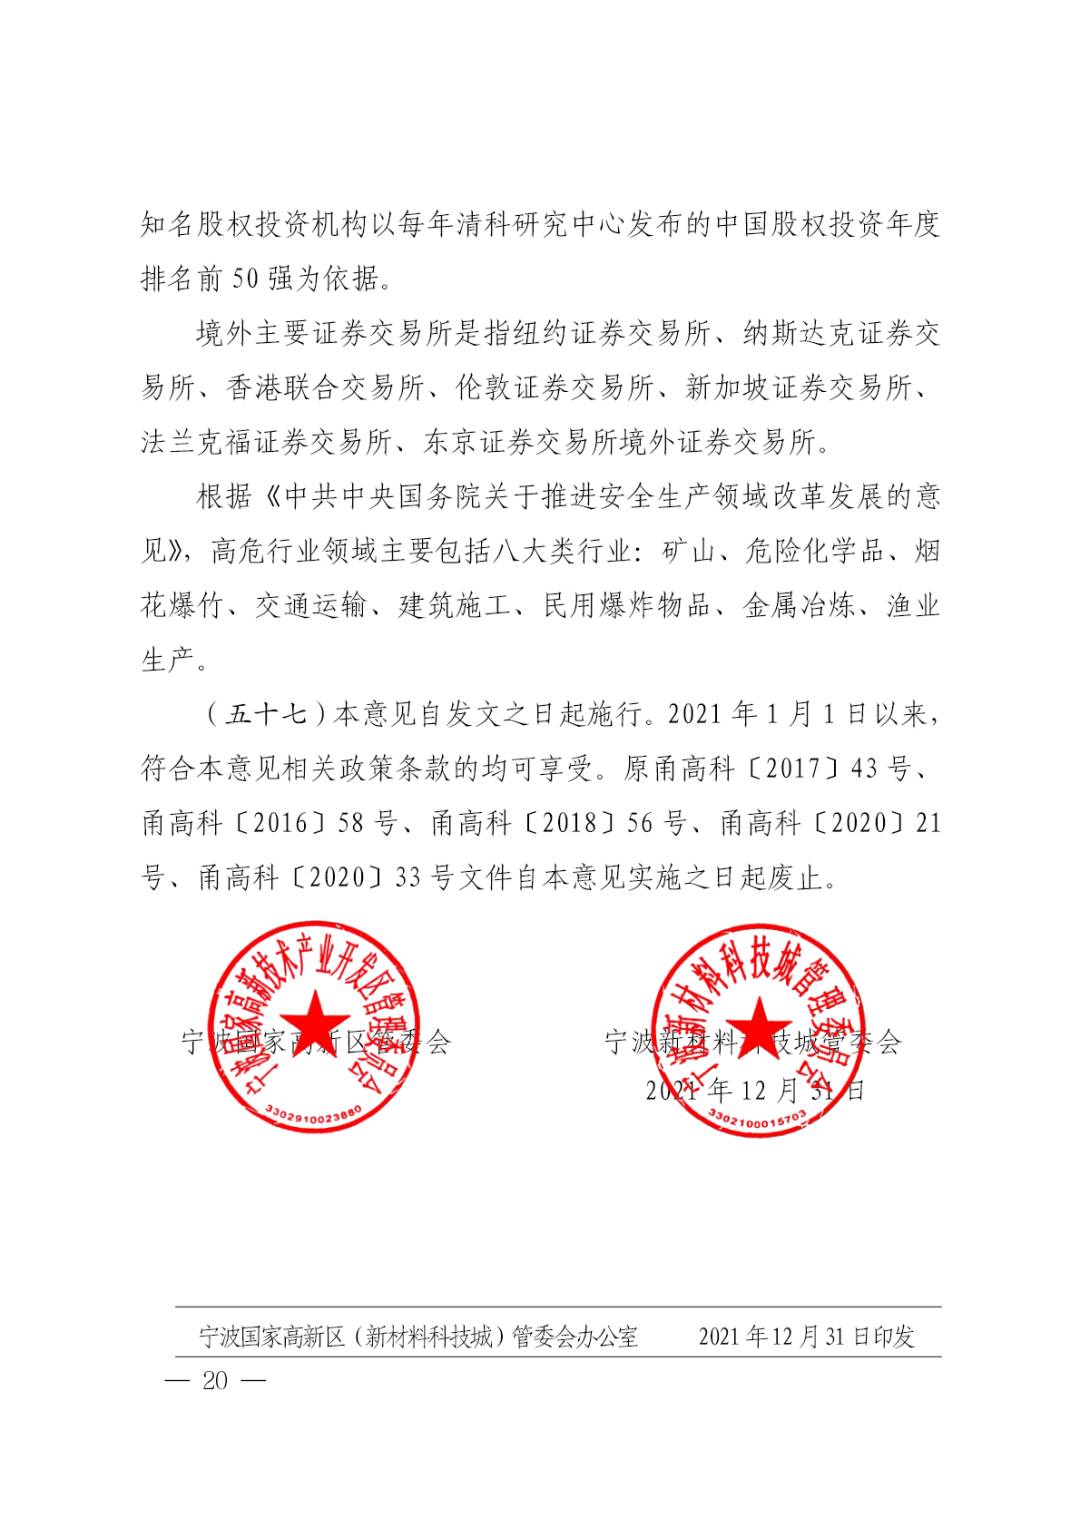 知名股权投资机构以每年清科研究中心发布的中国股权投资年度
排名前 50 强为依据。
境外主要证券交易所是指纽约证券交易所、纳斯达克证券交
易所、香港联合交易所、伦敦证券交易所、新加坡证券交易所、
法兰克福证券交易所、东京证券交易所境外证券交易所。
根据《中共中央国务院关于推进安全生产领域改革发展的意
见》，高危行业领域主要包括八大类行业：矿山、危险化学品、烟
花爆竹、交通运输、建筑施工、民用爆炸物品、金属冶炼、渔业
生产。
（五十七）本意见自发文之日起施行。2021 年 1 月 1 日以来，
符合本意见相关政策条款的均可享受。原甬高科〔2017〕43 号、
甬高科〔2016〕58 号、甬高科〔2018〕56 号、甬高科〔2020〕21
号、甬高科〔2020〕33 号文件自本意见实施之日起废止。
宁波国家高新技术产业开发区管理委员会
宁波国家高新区管委会
3302910023880
宁波新材料科技城管理委员会
宁波新材料科技城管委会
2021 年 12 月 31 日
3302100015703
宁波国家高新区（新材料科技城）管委会办公室 2021 年 12 月 31 日印发
— 20 —